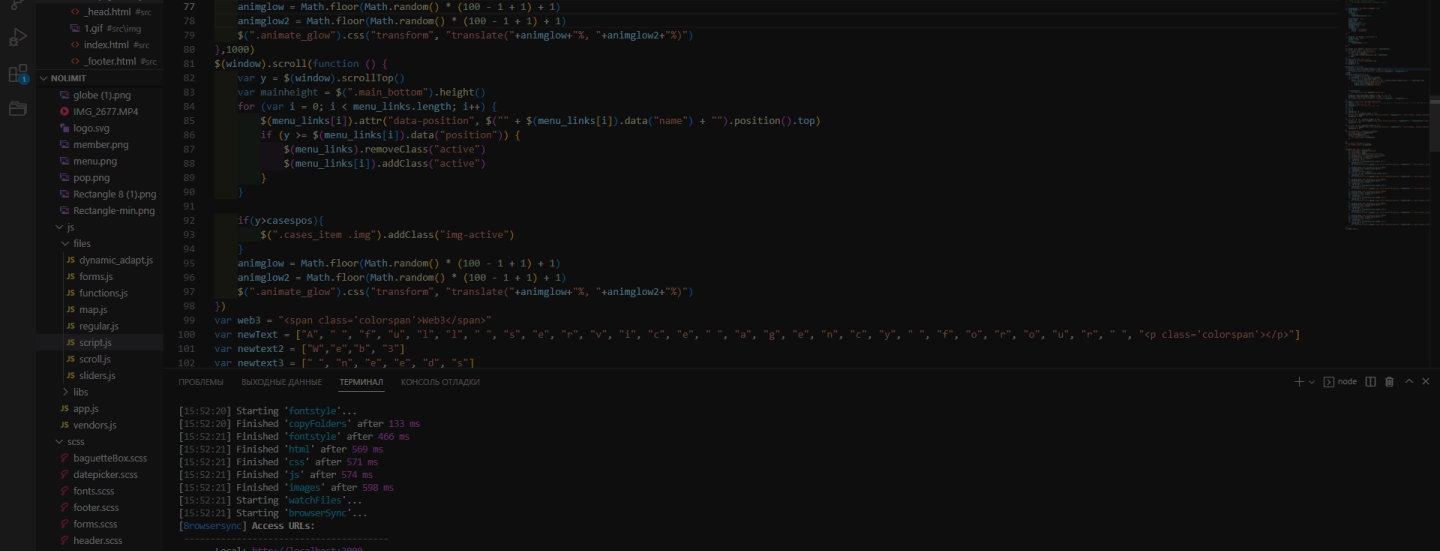 _head.html #src
1.gif #src\img
index.html #src
_footer.html #src
NOLIMIT
globe (1).png
IMG_2677.MP4
logo.svg
member.png
menu.png
pop.png
Rectangle 8 (1).png
Rectangle-min.png
js
files
JS dynamic_adapt.js
JS forms.js
JS functions.js
JS map.js
JS regular.js
JS script.js
JS scroll.js
JS sliders.js
libs
JS app.js
JS vendors.js
scss
baguetteBox.scss
datepicker.scss
fonts.scss
footer.scss
forms.scss
header.scss
1
77 animglow = Math.floor(Math.random() * (100 - 1 + 1) + 1)
78 animglow2 = Math.floor(Math.random() * (100 - 1 + 1) + 1)
79 $(".animate_glow").css("transform", "translate("+animglow+"%, "+animglow2+"%)")
80 },1000)
81 $(window).scroll(function () {
82 var y = $(window).scrollTop()
83 var mainheight = $(".main_bottom").height()
84 for (var i = 0; i < menu_links.length; i++) {
85 $(menu_links[i]).attr("data-position", $("" + $(menu_links[i]).data("name") + "").position().top)
86 if (y >= $(menu_links[i]).data("position")) {
87 $(menu_links).removeClass("active")
88 $(menu_links[i]).addClass("active")
89 }
90 }
91
92 if(y>casespos){
93 $(".cases_item .img").addClass("img-active")
94 }
95 animglow = Math.floor(Math.random() * (100 - 1 + 1) + 1)
96 animglow2 = Math.floor(Math.random() * (100 - 1 + 1) + 1)
97 $(".animate_glow").css("transform", "translate("+animglow+"%, "+animglow2+"%)")
98 })
99 var web3 = "<span class='colorspan'>Web3</span>"
100 var newText = ["A", " ", "f", "u", "l", "l", " ", "s", "e", "r", "v", "i", "c", "e", " ", "a", "g", "e", "n", "c", "y", " ", "f", "o", "r", "o", "u", "r", " ", "<p class='colorspan'></p>"]
101 var newtext2 = ["W","e","b", "3"]
102 var newtext3 = [" ", "n", "e", "e", "d", "s"]
ПРОБЛЕМЫ ВЫХОДНЫЕ ДАННЫЕ ТЕРМИНАЛ КОНСОЛЬ ОТЛАДКИ node
[15:52:20] Starting 'fontstyle'...
[15:52:20] Finished 'copyFolders' after 133 ms
[15:52:21] Finished 'fontstyle' after 466 ms
[15:52:21] Finished 'html' after 569 ms
[15:52:21] Finished 'css' after 571 ms
[15:52:21] Finished 'js' after 574 ms
[15:52:21] Finished 'images' after 598 ms
[15:52:21] Starting 'watchFiles'...
[15:52:21] Starting 'browserSync'...
[Browsersync] Access URLs:
--------------------------------------
Local: http://localhost:3000